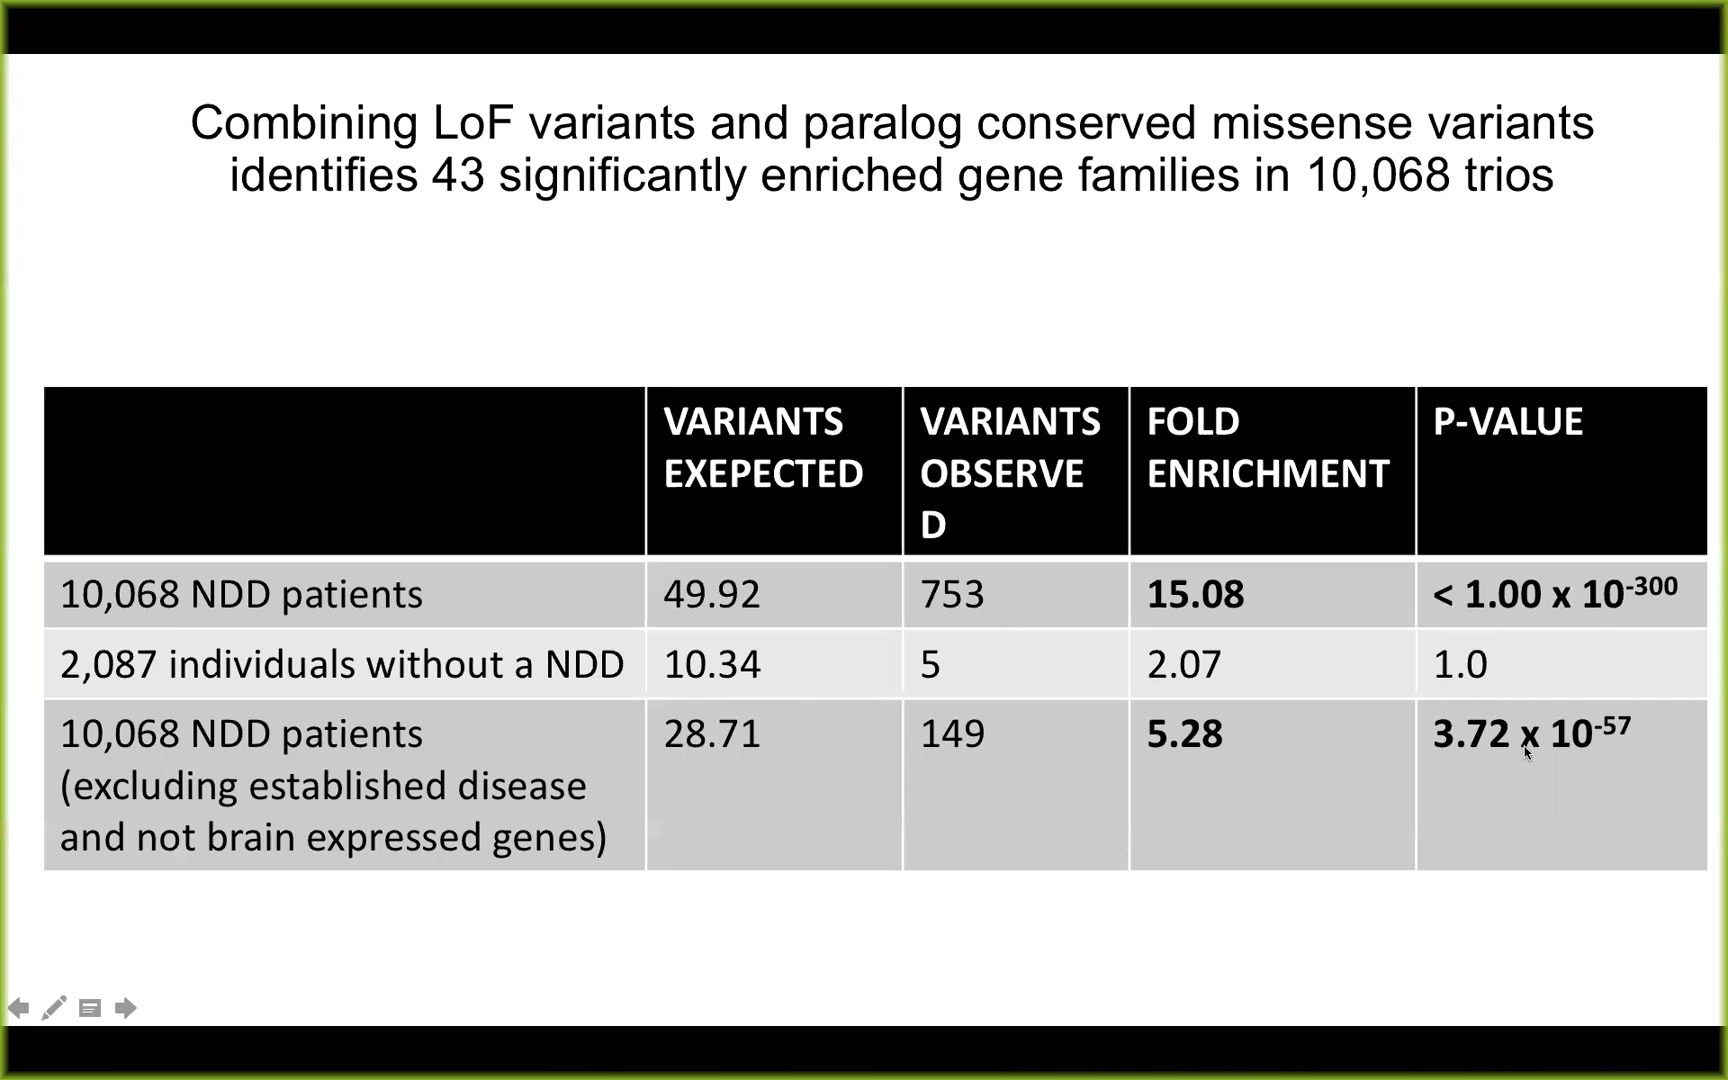 Combining LoF variants and paralog conserved missense variants
identifies 43 significantly enriched gene families in 10,068 trios
VARIANTS EXEPECTED
VARIANTS OBSERVE D
FOLD ENRICHMENT
P-VALUE
10,068 NDD patients 49.92 753 15.08 < 1.00 x 10⁻³⁰⁰
2,087 individuals without a NDD 10.34 5 2.07 1.0
10,068 NDD patients 28.71 149 5.28 3.72 x 10⁻⁵⁷
(excluding established disease
and not brain expressed genes)